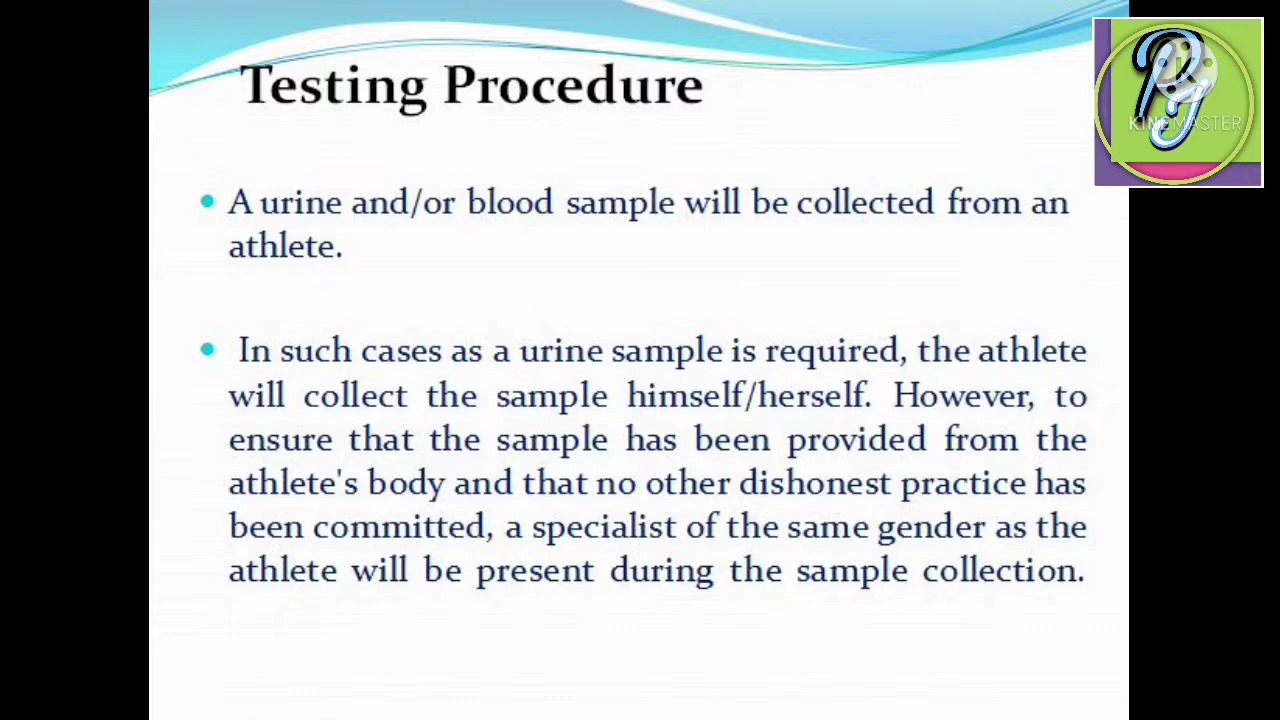 Testing Procedure
A urine and/or blood sample will be collected from an
athlete.
In such cases as a urine sample is required, the athlete
will collect the sample himself/herself. However, to
ensure that the sample has been provided from the
athlete's body and that no other dishonest practice has
been committed, a specialist of the same gender as the
athlete will be present during the sample collection.
KINEMASTER